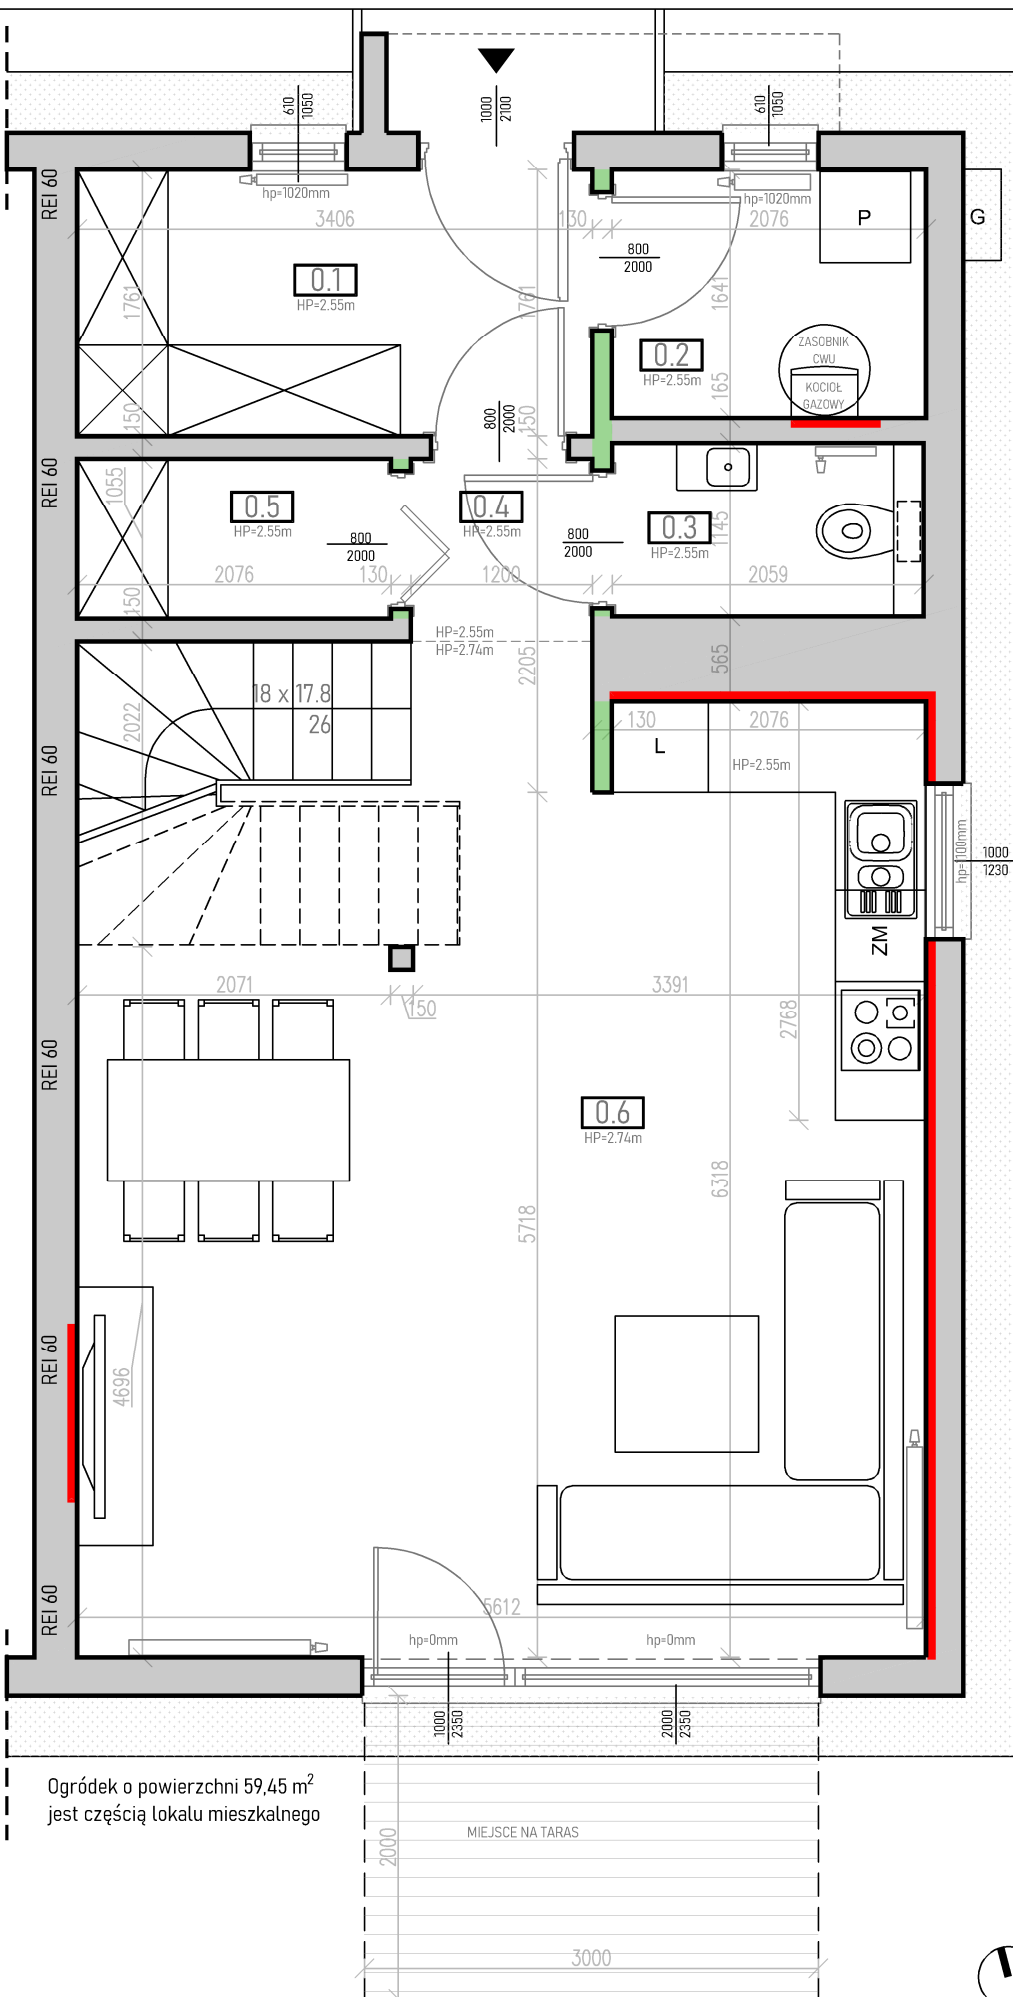 610
1050
1000
2100
610
1050
REI 60
hp=1020mm
hp=1020mm
3406
130
2076
P
G
800
2000
0.1
HP=2.55m
1761
1761
1641
ZASOBNIK
CWU
KOCIOŁ
GAZOWY
0.2
HP=2.55m
165
150
800
2000
150
REI 60
1055
0.5
HP=2.55m
0.4
HP=2.55m
0.3
HP=2.55m
1145
800
2000
800
2000
2076
130
1200
2059
150
HP=2.55m
HP=2.74m
2205
565
18 x 17.8
26
2022
130
2076
REI 60
L
HP=2.55m
hp=1100mm
1000
1230
ZM
2071
150
3391
2768
REI 60
0.6
HP=2.74m
6318
5718
REI 60
4696
REI 60
5612
hp=0mm
hp=0mm
1000
2350
2000
2350
Ogródek o powierzchni 59,45 m²
jest częścią lokalu mieszkalnego
MIEJSCE NA TARAS
2000
3000